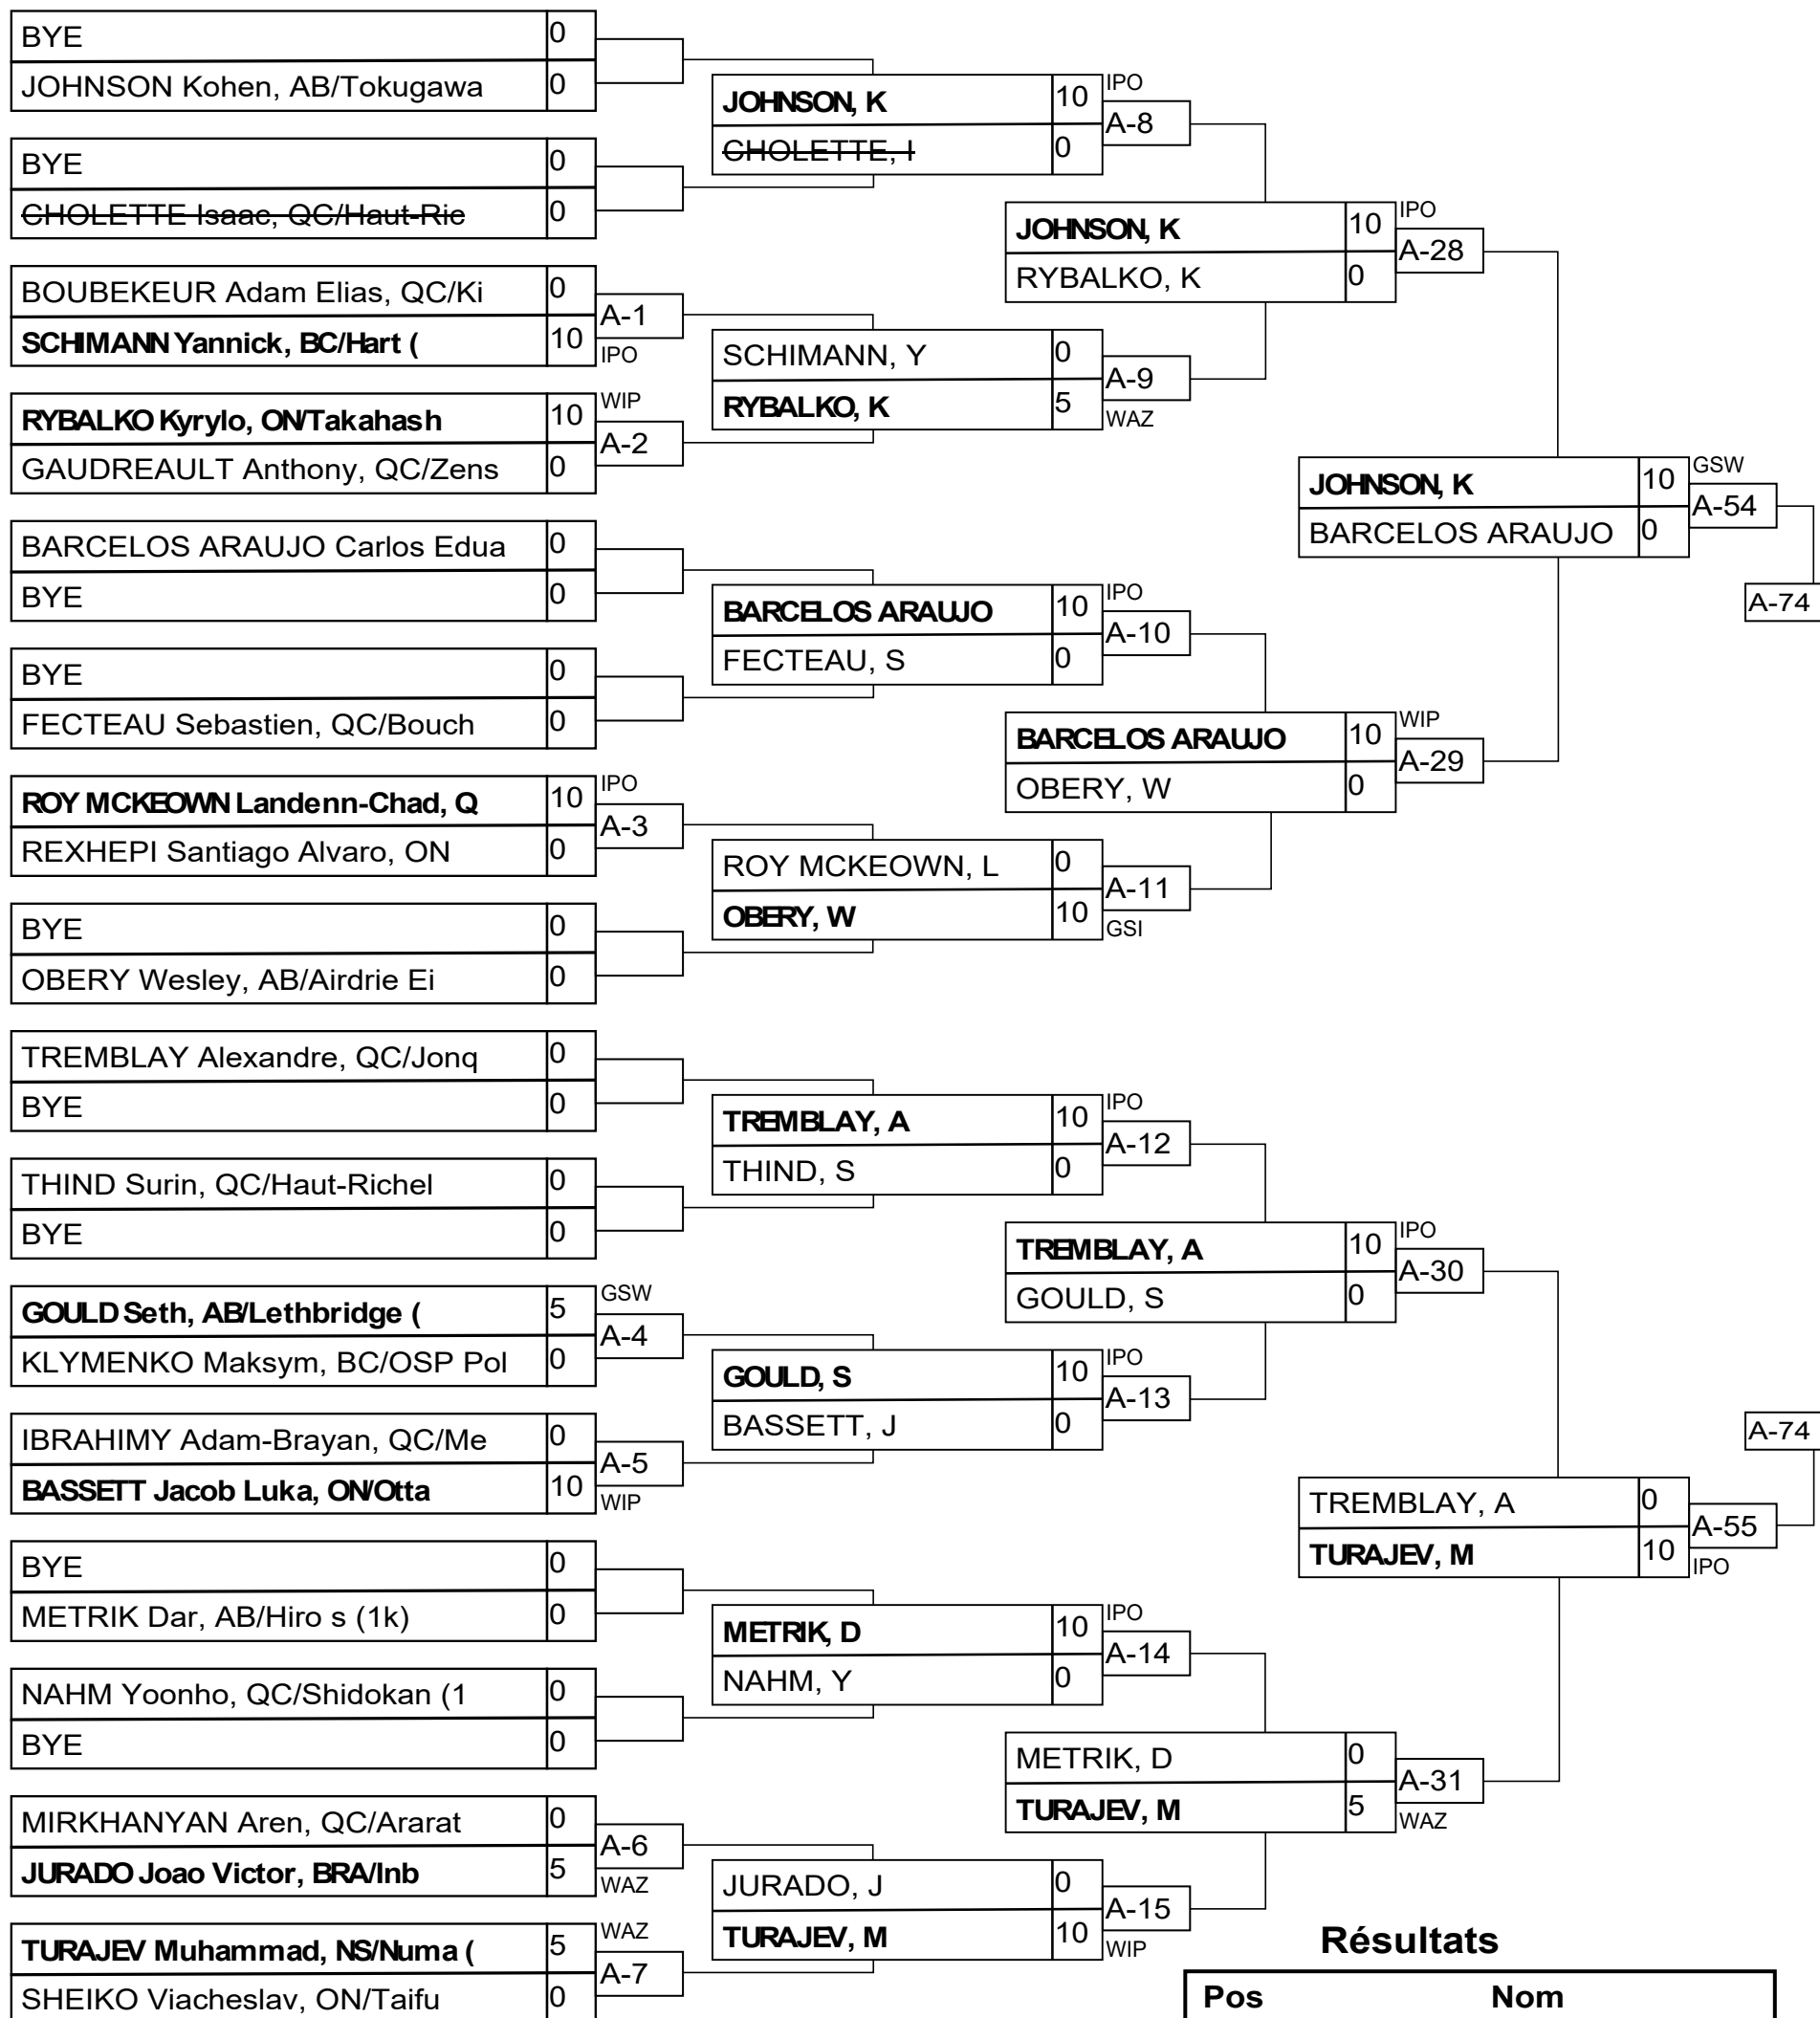 BYE 0
JOHNSON Kohen, AB/Tokugawa 0
BYE 0
CHOLETTE Isaac, QC/Haut-Ric 0
BOUBEKEUR Adam Elias, QC/Ki 0
A-1
SCHIMANN Yannick, BC/Hart ( 10 IPO
RYBALKO Kyrylo, ON/Takahash 10 WIP
A-2
GAUDREAULT Anthony, QC/Zens 0
BARCELOS ARAUJO Carlos Edua 0
BYE 0
BYE 0
FECTEAU Sebastien, QC/Bouch 0
ROY MCKEOWN Landenn-Chad, Q 10 IPO
A-3
REXHEPI Santiago Alvaro, ON 0
BYE 0
OBERY Wesley, AB/Airdrie Ei 0
TREMBLAY Alexandre, QC/Jonq 0
BYE 0
THIND Surin, QC/Haut-Richel 0
BYE 0
GOULD Seth, AB/Lethbridge ( 5 GSW
A-4
KLYMENKO Maksym, BC/OSP Pol 0
IBRAHIMY Adam-Brayan, QC/Me 0
A-5
BASSETT Jacob Luka, ON/Otta 10 WIP
BYE 0
METRIK Dar, AB/Hiro s (1k) 0
NAHM Yoonho, QC/Shidokan (1 0
BYE 0
MIRKHANYAN Aren, QC/Ararat 0
A-6
JURADO Joao Victor, BRA/Inb 5 WAZ
TURAJEV Muhammad, NS/Numa ( 5 WAZ
A-7
SHEIKO Viacheslav, ON/Taifu 0
JOHNSON, K 10 IPO
A-8
CHOLETTE, I 0
SCHIMANN, Y 0
A-9
RYBALKO, K 5 WAZ
BARCELOS ARAUJO 10 IPO
A-10
FECTEAU, S 0
ROY MCKEOWN, L 0
A-11
OBERY, W 10 GSI
TREMBLAY, A 10 IPO
A-12
THIND, S 0
GOULD, S 10 IPO
A-13
BASSETT, J 0
METRIK, D 10 IPO
A-14
NAHM, Y 0
JURADO, J 0
A-15
TURAJEV, M 10 WIP
JOHNSON, K 10 IPO
A-28
RYBALKO, K 0
BARCELOS ARAUJO 10 WIP
A-29
OBERY, W 0
TREMBLAY, A 10 IPO
A-30
GOULD, S 0
METRIK, D 0
A-31
TURAJEV, M 5 WAZ
JOHNSON, K 10 GSW
A-54
BARCELOS ARAUJO 0
A-74
A-74
TREMBLAY, A 0
A-55
TURAJEV, M 10 IPO
Résultats
Pos Nom